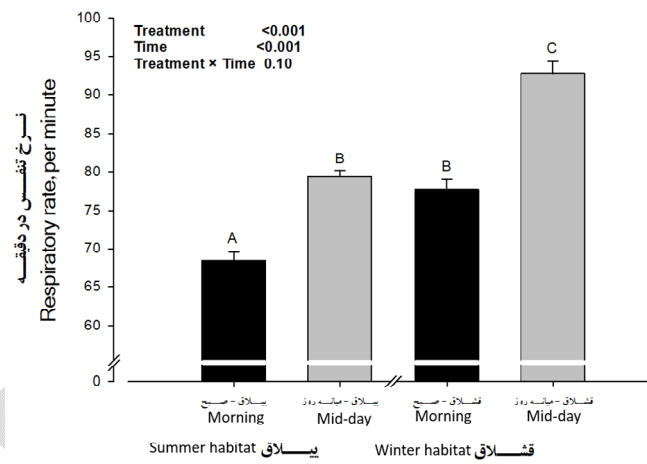 Treatment <0.001
Time <0.001
Treatment × Time 0.10
نرخ تنفس در دقیقه
Respiratory rate, per minute
100
95
90
85
80
75
70
65
60
0
A
B
B
C
ییلاق - صبح
ییلاق - میانه روز
قشلاق - صبح
قشلاق - میانه روز
Morning
Mid-day
Morning
Mid-day
Summer habitat ییلاق
Winter habitat قشلاق